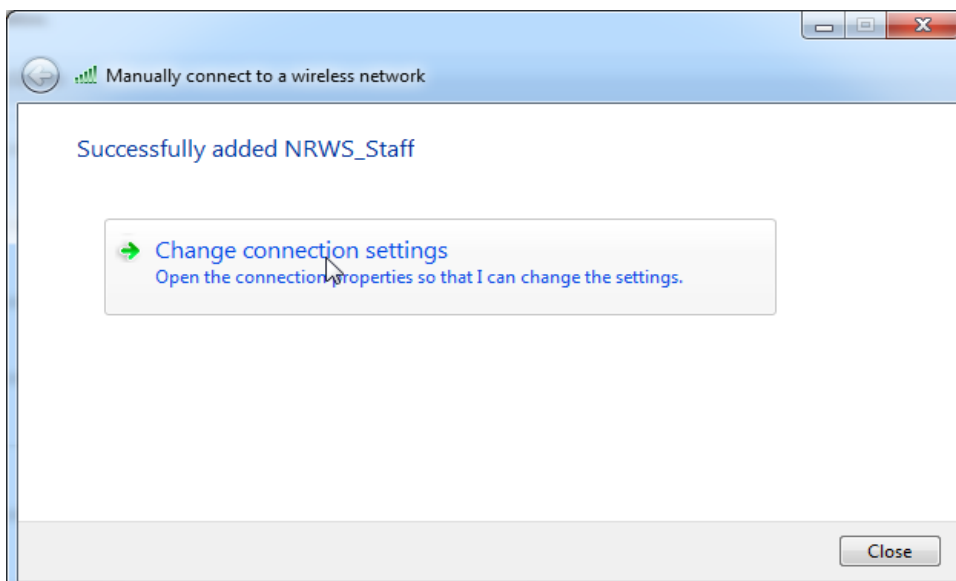 Manually connect to a wireless network
Successfully added NRWS_Staff
Change connection settings
Open the connection properties so that I can change the settings.
Close